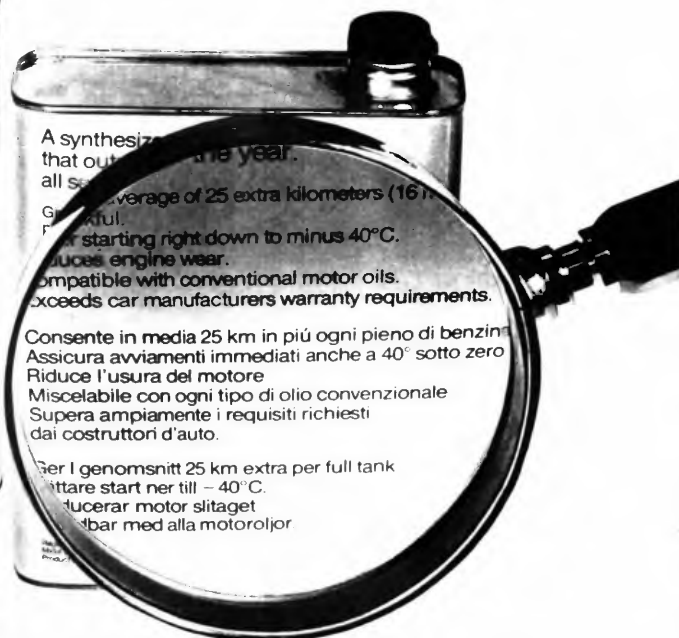 A synthesiz
that out the year.
all s
average of 25 extra kilometers (16
kful.
r starting right down to minus 40°C.
duces engine wear.
ompatible with conventional motor oils.
xceeds car manufacturers warranty requirements.
Consente in media 25 km in piú ogni pieno di benzin
Assicura avviamenti immediati anche a 40° sotto zero
Riduce l'usura del motore
Miscelabile con ogni tipo di olio convenzionale
Supera ampiamente i requisiti richiesti
dai costruttori d'auto.
Ger I genomsnitt 25 km extra per full tank
ttare start ner till – 40°C.
ducerar motor slitaget
dbar med alla motoroljor